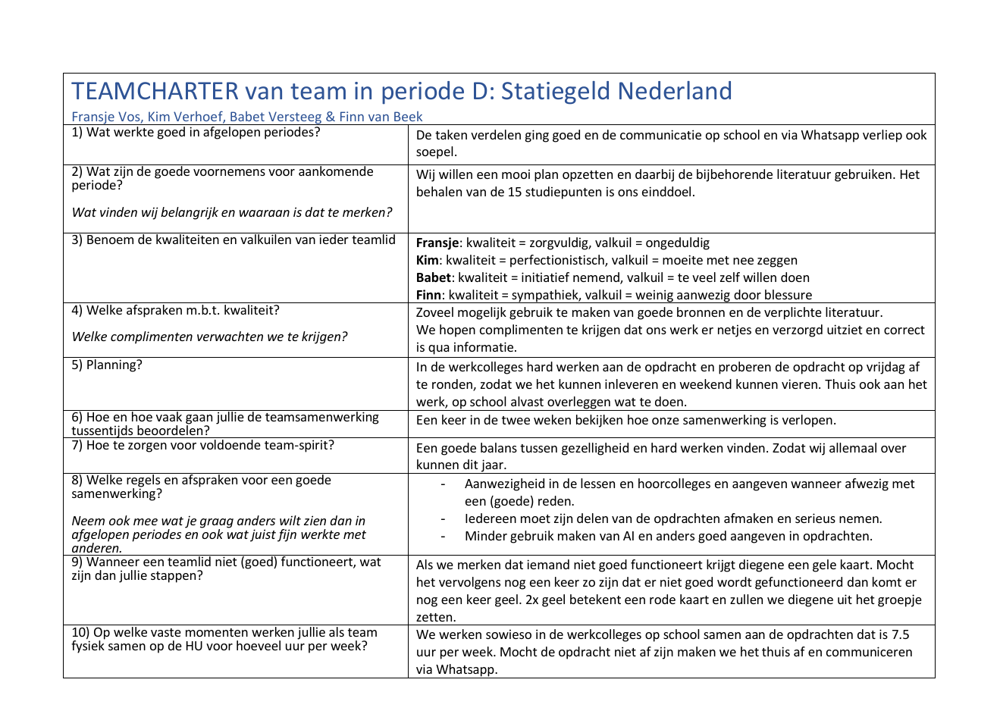 TEAMCHARTER van team in periode D: Statiegeld Nederland
Fransje Vos, Kim Verhoef, Babet Versteeg & Finn van Beek
1) Wat werkte goed in afgelopen periodes?
De taken verdelen ging goed en de communicatie op school en via Whatsapp verliep ook
soepel.
2) Wat zijn de goede voornemens voor aankomende
periode?
Wat vinden wij belangrijk en waaraan is dat te merken?
Wij willen een mooi plan opzetten en daarbij de bijbehorende literatuur gebruiken. Het
behalen van de 15 studiepunten is ons einddoel.
3) Benoem de kwaliteiten en valkuilen van ieder teamlid
Fransje: kwaliteit = zorgvuldig, valkuil = ongeduldig
Kim: kwaliteit = perfectionistisch, valkuil = moeite met nee zeggen
Babet: kwaliteit = initiatief nemend, valkuil = te veel zelf willen doen
Finn: kwaliteit = sympathiek, valkuil = weinig aanwezig door blessure
4) Welke afspraken m.b.t. kwaliteit?
Welke complimenten verwachten we te krijgen?
Zoveel mogelijk gebruik te maken van goede bronnen en de verplichte literatuur.
We hopen complimenten te krijgen dat ons werk er netjes en verzorgd uitziet en correct
is qua informatie.
5) Planning?
In de werkcolleges hard werken aan de opdracht en proberen de opdracht op vrijdag af
te ronden, zodat we het kunnen inleveren en weekend kunnen vieren. Thuis ook aan het
werk, op school alvast overleggen wat te doen.
6) Hoe en hoe vaak gaan jullie de teamsamenwerking
tussentijds beoordelen?
Een keer in de twee weken bekijken hoe onze samenwerking is verlopen.
7) Hoe te zorgen voor voldoende team-spirit?
Een goede balans tussen gezelligheid en hard werken vinden. Zodat wij allemaal over
kunnen dit jaar.
8) Welke regels en afspraken voor een goede
samenwerking?
Neem ook mee wat je graag anders wilt zien dan in
afgelopen periodes en ook wat juist fijn werkte met
anderen.
- Aanwezigheid in de lessen en hoorcolleges en aangeven wanneer afwezig met
een (goede) reden.
- Iedereen moet zijn delen van de opdrachten afmaken en serieus nemen.
- Minder gebruik maken van AI en anders goed aangeven in opdrachten.
9) Wanneer een teamlid niet (goed) functioneert, wat
zijn dan jullie stappen?
Als we merken dat iemand niet goed functioneert krijgt diegene een gele kaart. Mocht
het vervolgens nog een keer zo zijn dat er niet goed wordt gefunctioneerd dan komt er
nog een keer geel. 2x geel betekent een rode kaart en zullen we diegene uit het groepje
zetten.
10) Op welke vaste momenten werken jullie als team
fysiek samen op de HU voor hoeveel uur per week?
We werken sowieso in de werkcolleges op school samen aan de opdrachten dat is 7.5
uur per week. Mocht de opdracht niet af zijn maken we het thuis af en communiceren
via Whatsapp.